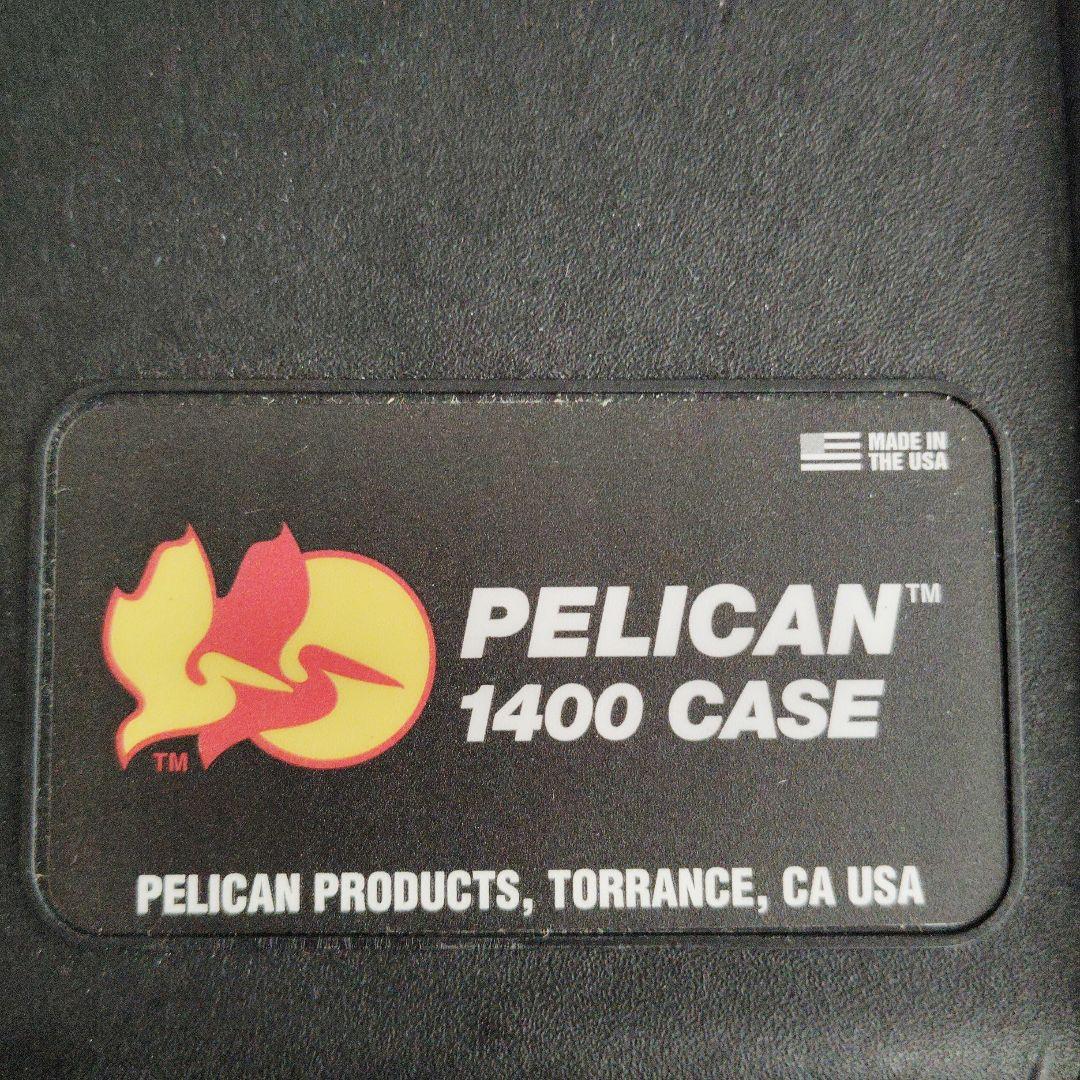 MADE IN
THE USA
PELICAN™
1400 CASE
TM
PELICAN PRODUCTS, TORRANCE, CA USA